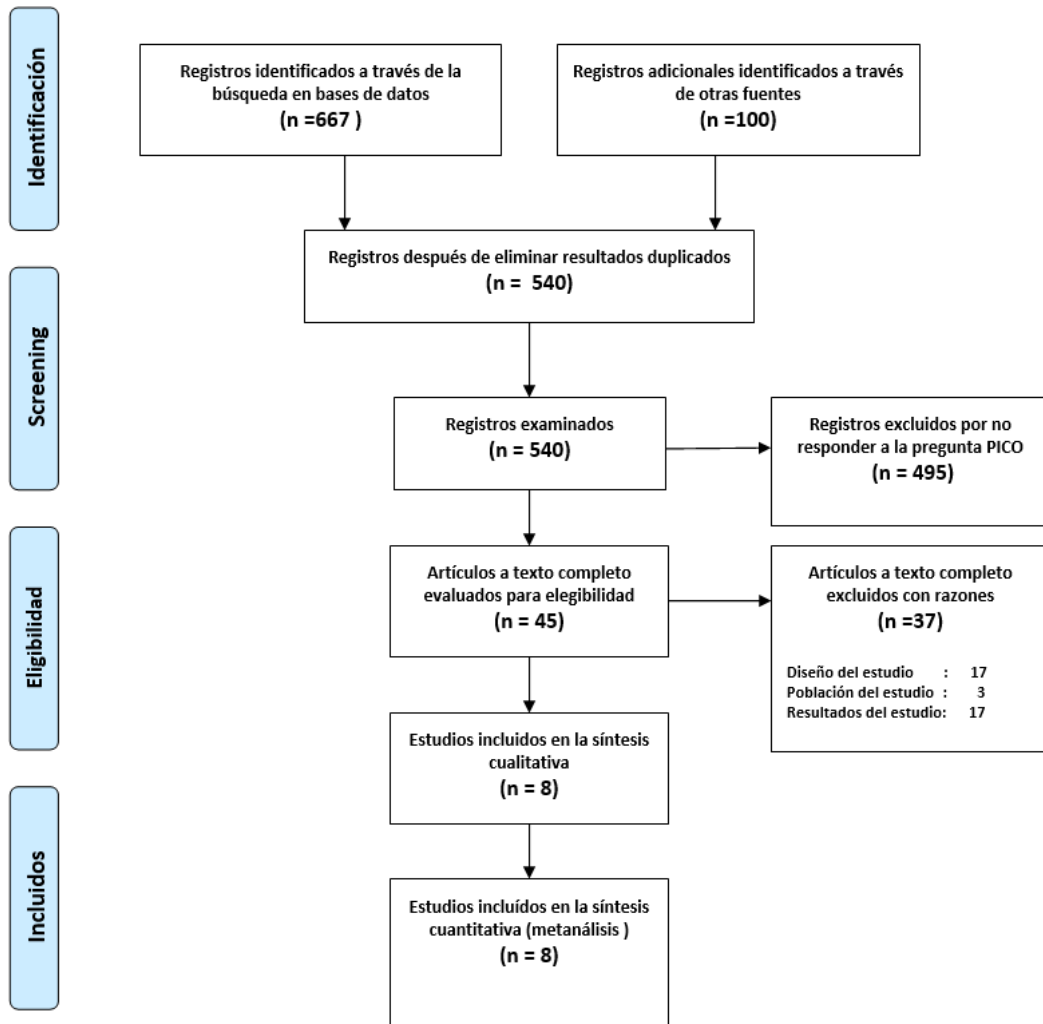 Identificación
Registros identificados a través de la
búsqueda en bases de datos
(n =667 )
Registros adicionales identificados a través
de otras fuentes
(n =100)
Registros después de eliminar resultados duplicados
(n =  540)
Screening
Registros examinados
(n = 540)
Registros excluidos por no
responder a la pregunta PICO
(n = 495)
Eligibilidad
Artículos a texto completo
evaluados para elegibilidad
(n = 45)
Artículos a texto completo
excluidos con razones
(n =37)
Diseño del estudio : 17
Población del estudio : 3
Resultados del estudio: 17
Estudios incluidos en la síntesis
cualitativa
(n = 8)
Incluidos
Estudios incluídos en la síntesis
cuantitativa (metanálisis )
(n = 8)